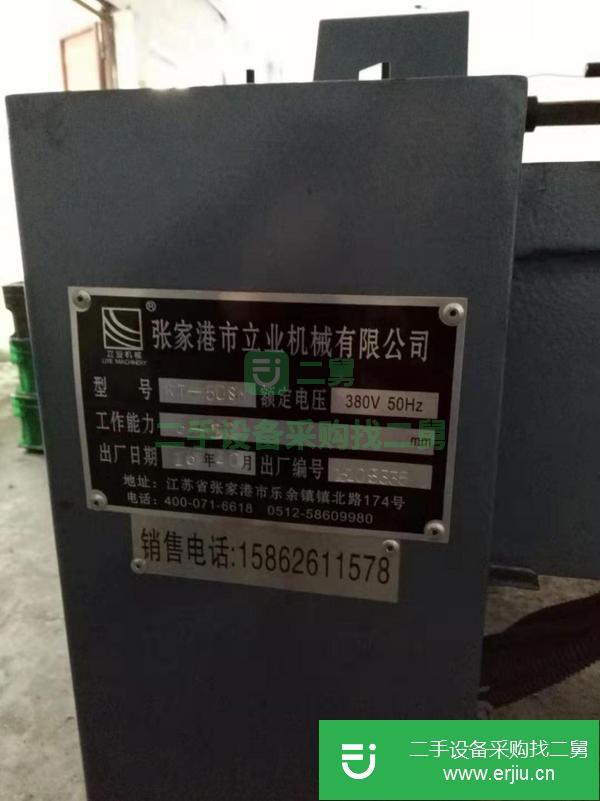 ®
立业机械
LIYE MACHINERY
张家港市立业机械有限公司
型 号 额定电压 380V 50Hz
工作能力 mm
出厂日期 16年 月 出厂编号
地址：江苏省张家港市乐余镇镇北路174号
电话：400-071-6618 0512-58609980
销售电话:15862611578
二舅
二手设备采购找二舅
二手设备采购找二舅
www.erjiu.cn